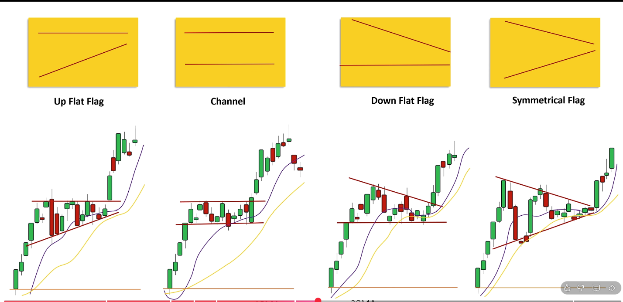 Up Flat Flag
Channel
Down Flat Flag
Symmetrical Flag